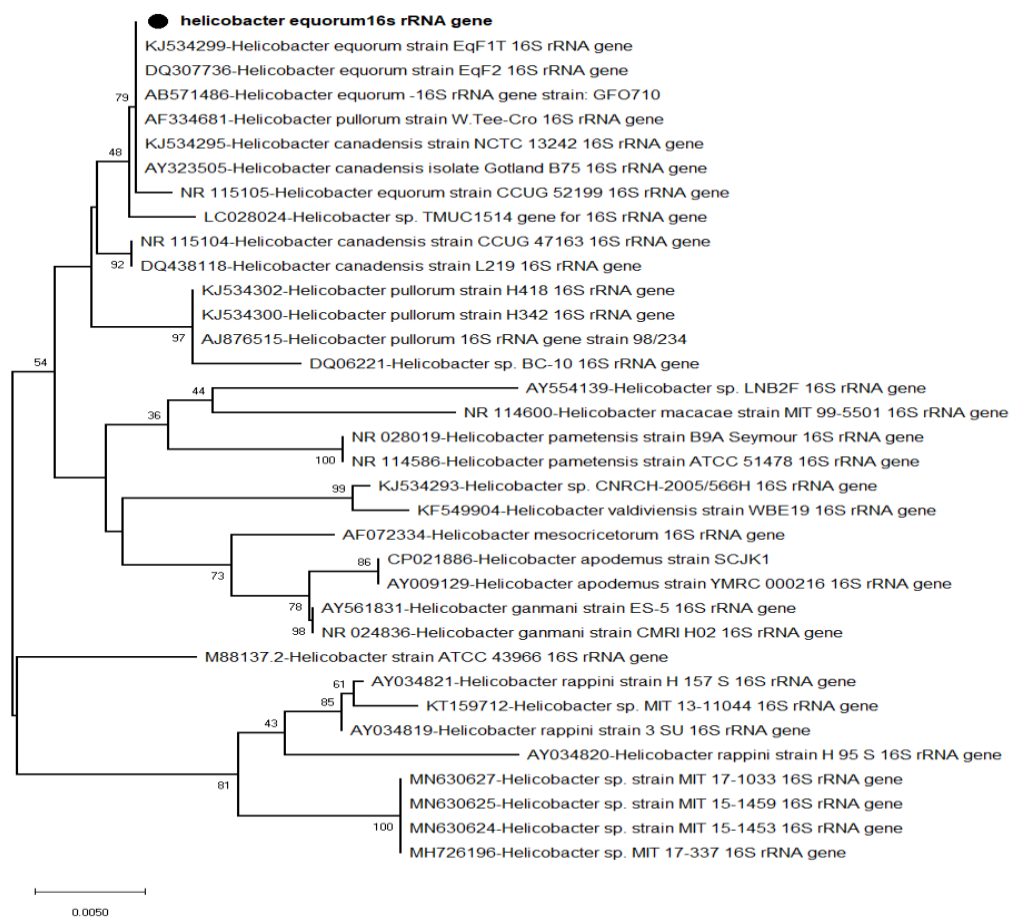 helicobacter equorum16s rRNA gene
KJ534299-Helicobacter equorum strain EqF1T 16S rRNA gene
DQ307736-Helicobacter equorum strain EqF2 16S rRNA gene
79
AB571486-Helicobacter equorum -16S rRNA gene strain: GFO710
AF334681-Helicobacter pullorum strain W.Tee-Cro 16S rRNA gene
KJ534295-Helicobacter canadensis strain NCTC 13242 16S rRNA gene
48
AY323505-Helicobacter canadensis isolate Gotland B75 16S rRNA gene
NR 115105-Helicobacter equorum strain CCUG 52199 16S rRNA gene
LC028024-Helicobacter sp. TMUC1514 gene for 16S rRNA gene
NR 115104-Helicobacter canadensis strain CCUG 47163 16S rRNA gene
92
DQ438118-Helicobacter canadensis strain L219 16S rRNA gene
KJ534302-Helicobacter pullorum strain H418 16S rRNA gene
KJ534300-Helicobacter pullorum strain H342 16S rRNA gene
97
AJ876515-Helicobacter pullorum 16S rRNA gene strain 98/234
54
DQ06221-Helicobacter sp. BC-10 16S rRNA gene
44
AY554139-Helicobacter sp. LNB2F 16S rRNA gene
36
NR 114600-Helicobacter macacae strain MIT 99-5501 16S rRNA gene
NR 028019-Helicobacter pametensis strain B9A Seymour 16S rRNA gene
100
NR 114586-Helicobacter pametensis strain ATCC 51478 16S rRNA gene
99
KJ534293-Helicobacter sp. CNRCH-2005/566H 16S rRNA gene
KF549904-Helicobacter valdiviensis strain WBE19 16S rRNA gene
AF072334-Helicobacter mesocricetorum 16S rRNA gene
86
CP021886-Helicobacter apodemus strain SCJK1
73
AY009129-Helicobacter apodemus strain YMRC 000216 16S rRNA gene
78
AY561831-Helicobacter ganmani strain ES-5 16S rRNA gene
98
NR 024836-Helicobacter ganmani strain CMRI H02 16S rRNA gene
M88137.2-Helicobacter strain ATCC 43966 16S rRNA gene
61
AY034821-Helicobacter rappini strain H 157 S 16S rRNA gene
85
KT159712-Helicobacter sp. MIT 13-11044 16S rRNA gene
43
AY034819-Helicobacter rappini strain 3 SU 16S rRNA gene
AY034820-Helicobacter rappini strain H 95 S 16S rRNA gene
81
MN630627-Helicobacter sp. strain MIT 17-1033 16S rRNA gene
MN630625-Helicobacter sp. strain MIT 15-1459 16S rRNA gene
100
MN630624-Helicobacter sp. strain MIT 15-1453 16S rRNA gene
MH726196-Helicobacter sp. MIT 17-337 16S rRNA gene
0.0050